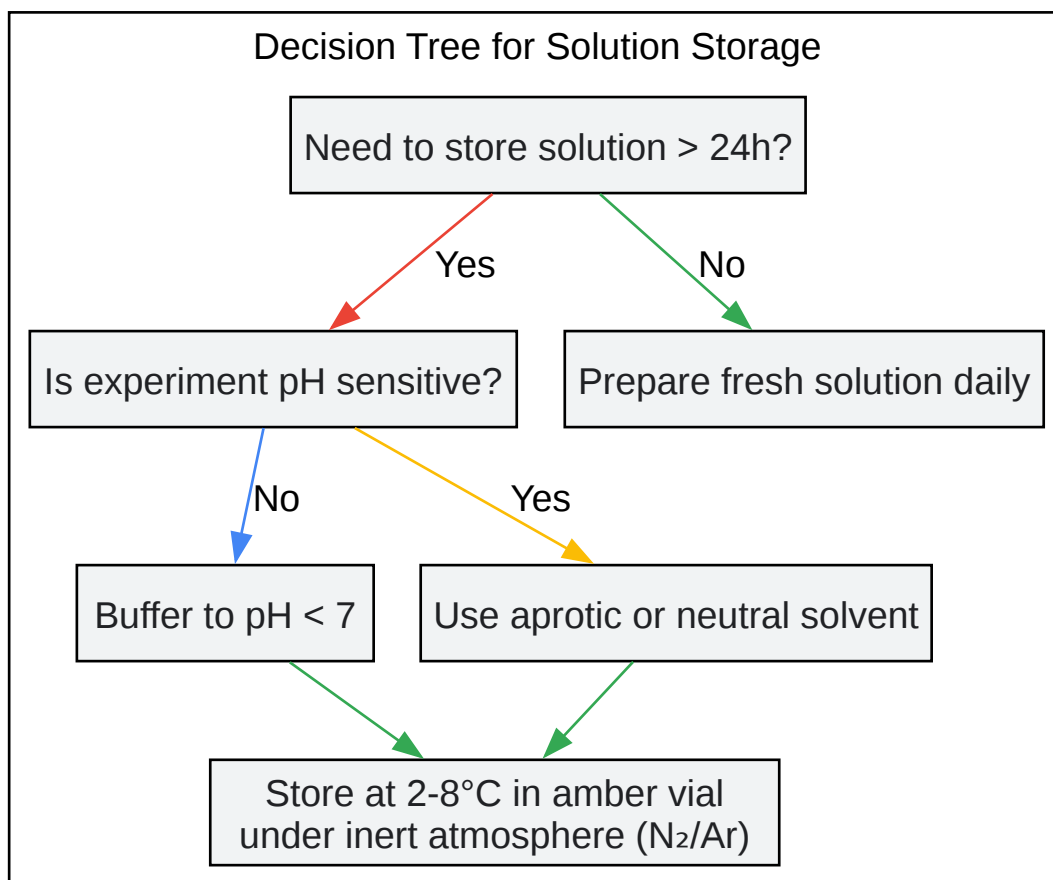 Decision Tree for Solution Storage
Need to store solution > 24h?
Yes
No
Is experiment pH sensitive?
Prepare fresh solution daily
No
Yes
Buffer to pH < 7
Use aprotic or neutral solvent
Store at 2-8°C in amber vial
under inert atmosphere (N₂/Ar)